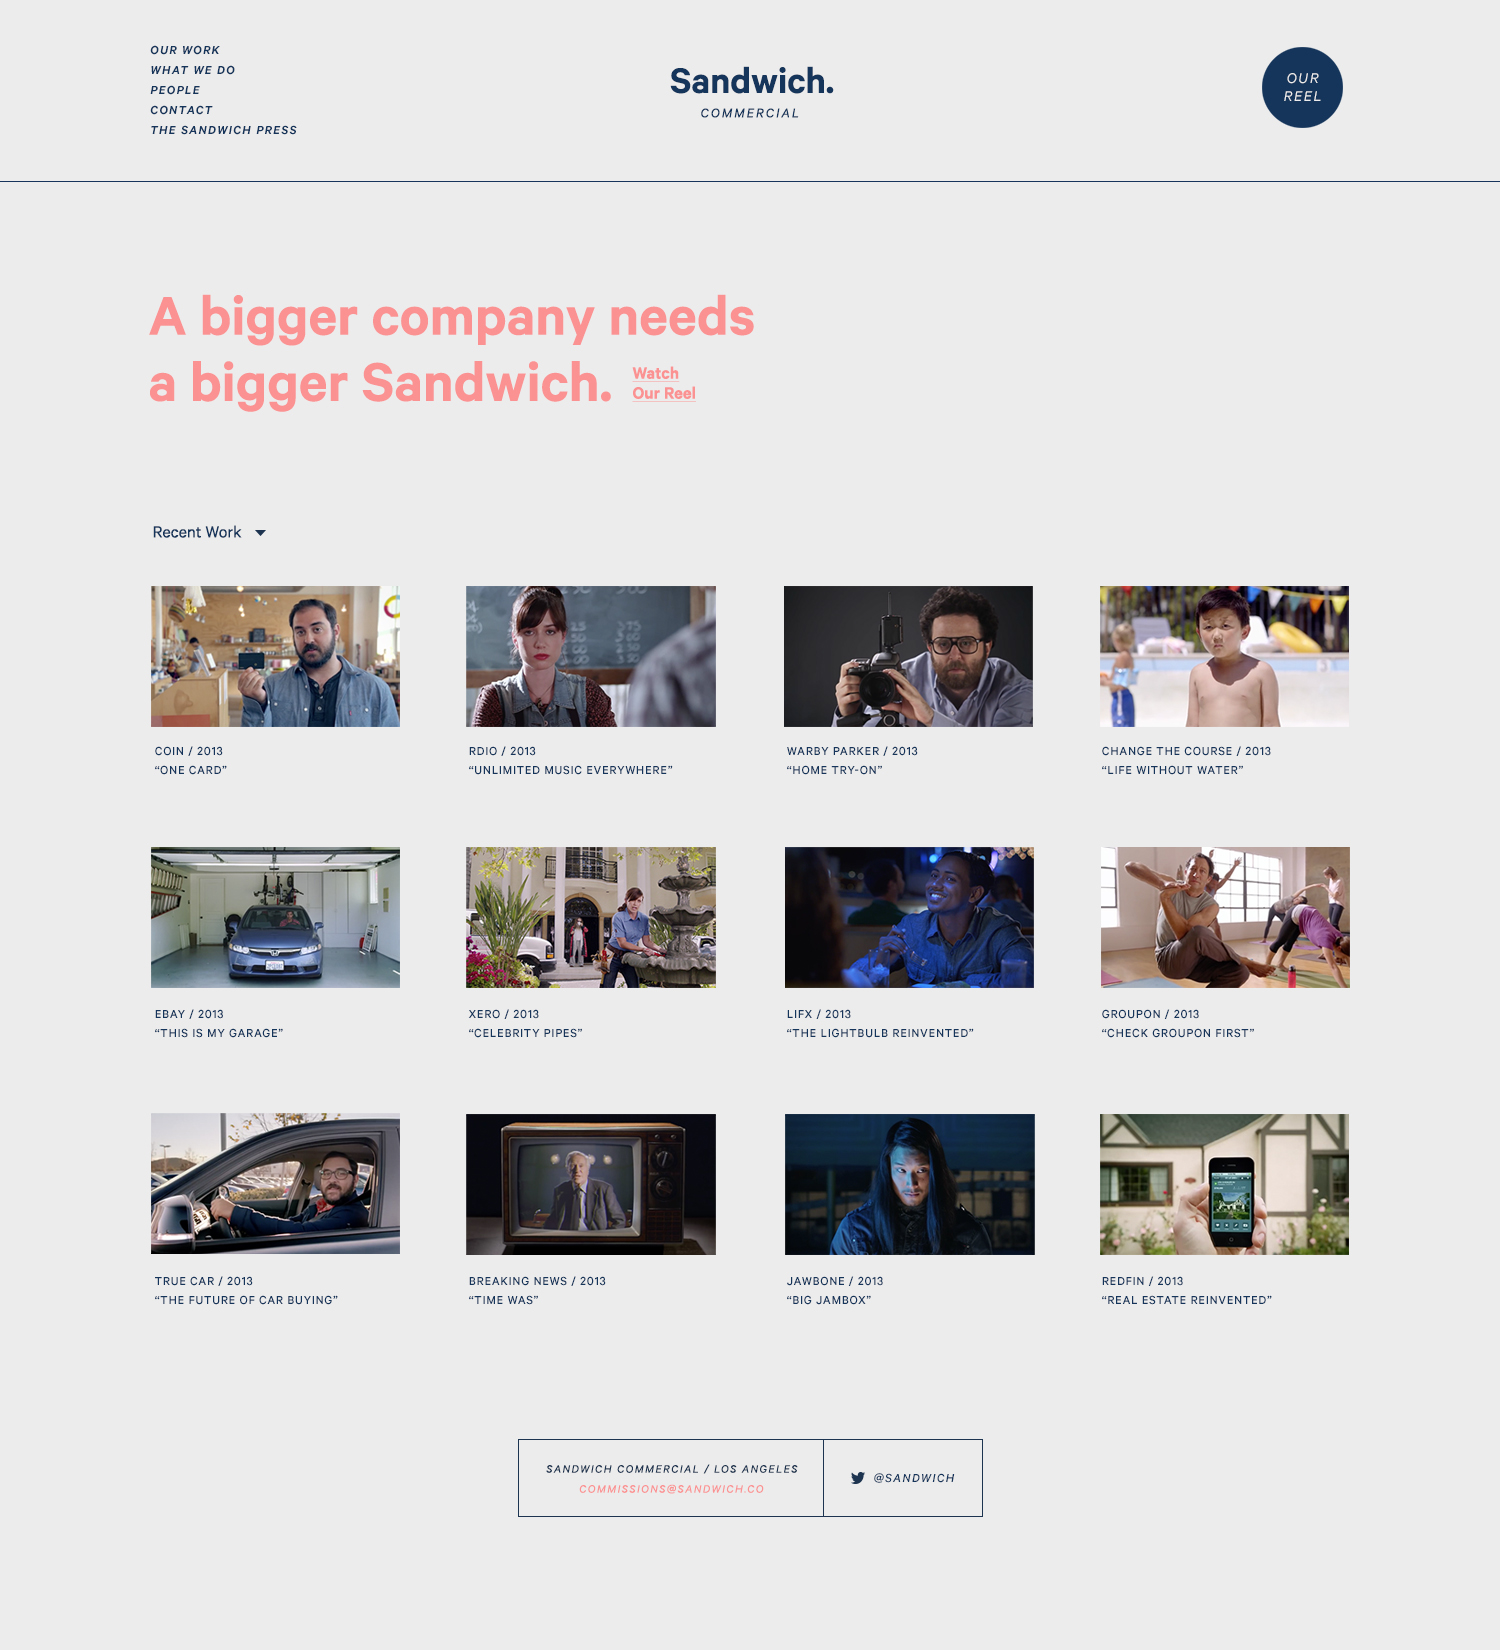 OUR WORK
WHAT WE DO
PEOPLE
CONTACT
THE SANDWICH PRESS
Sandwich.
COMMERCIAL
OUR
REEL
A bigger company needs
a bigger Sandwich.
Watch
Our Reel
Recent Work
COIN / 2013
“ONE CARD”
RDIO / 2013
“UNLIMITED MUSIC EVERYWHERE”
WARBY PARKER / 2013
“HOME TRY-ON”
CHANGE THE COURSE / 2013
“LIFE WITHOUT WATER”
EBAY / 2013
“THIS IS MY GARAGE”
XERO / 2013
“CELEBRITY PIPES”
LIFX / 2013
“THE LIGHTBULB REINVENTED”
GROUPON / 2013
“CHECK GROUPON FIRST”
TRUE CAR / 2013
“THE FUTURE OF CAR BUYING”
BREAKING NEWS / 2013
“TIME WAS”
JAWBONE / 2013
“BIG JAMBOX”
REDFIN / 2013
“REAL ESTATE REINVENTED”
SANDWICH COMMERCIAL / LOS ANGELES
COMMISSIONS@SANDWICH.CO
@SANDWICH